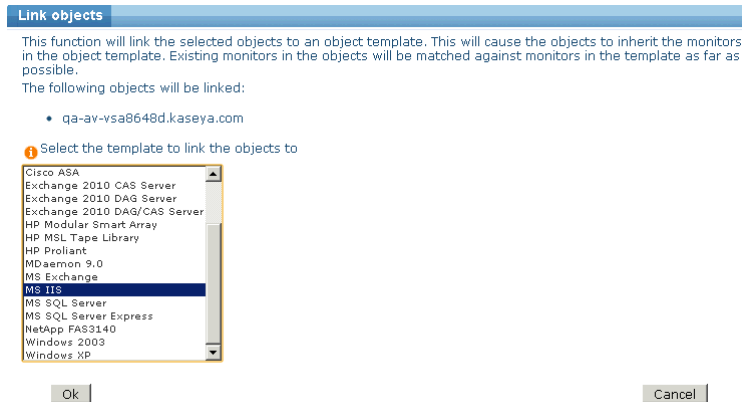 Link objects
This function will link the selected objects to an object template. This will cause the objects to inherit the monitors
in the object template. Existing monitors in the objects will be matched against monitors in the template as far as
possible.
The following objects will be linked:
• qa-av-vsa8648d.kaseya.com
Select the template to link the objects to
Cisco ASA
Exchange 2010 CAS Server
Exchange 2010 DAG Server
Exchange 2010 DAG/CAS Server
HP Modular Smart Array
HP MSL Tape Library
HP Proliant
MDaemon 9.0
MS Exchange
MS IIS
MS SQL Server
MS SQL Server Express
NetApp FAS3140
Windows 2003
Windows XP
Ok
Cancel